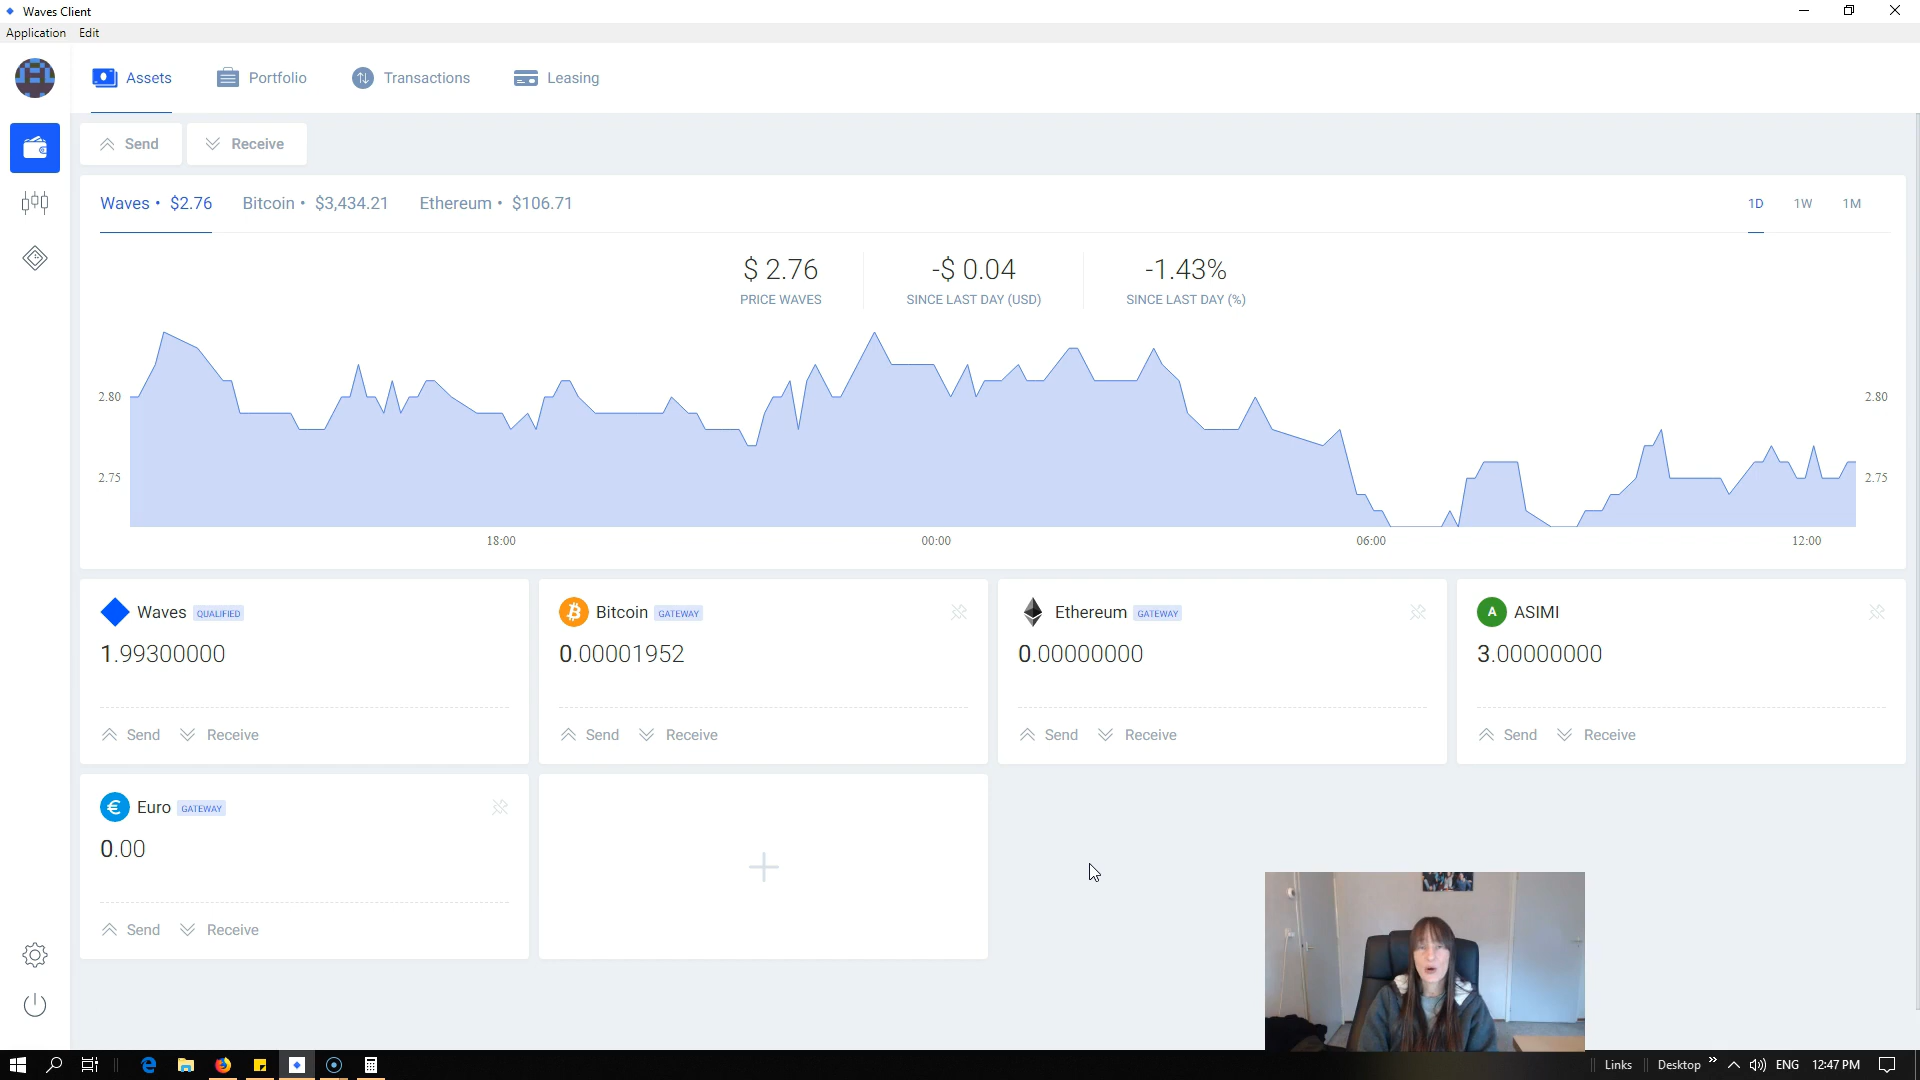 Waves Client
Application Edit
Assets Portfolio Transactions Leasing
Send Receive
Waves • $2.76 Bitcoin • $3,434.21 Ethereum • $106.71 1D 1W 1M
$ 2.76 -$ 0.04 -1.43%
PRICE WAVES SINCE LAST DAY (USD) SINCE LAST DAY (%)
2.80 2.80
2.75 2.75
18:00 00:00 06:00 12:00
Waves QUALIFIED Bitcoin GATEWAY Ethereum GATEWAY A ASIMI
1.99300000 0.00001952 0.00000000 3.00000000
Send Receive Send Receive Send Receive Send Receive
€ Euro GATEWAY
0.00
Send Receive
Links Desktop » ENG 12:47 PM